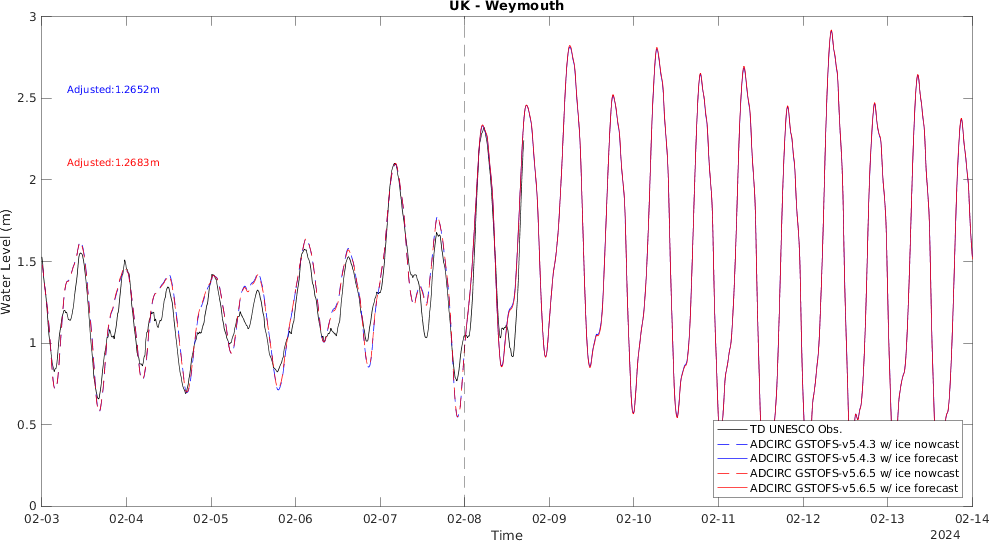 UK - Weymouth
3
2.5
2
1.5
1
0.5
0
Water Level (m)
Adjusted:1.2652m
Adjusted:1.2683m
TD UNESCO Obs.
ADCIRC GSTOFS-v5.4.3 w/ ice nowcast
ADCIRC GSTOFS-v5.4.3 w/ ice forecast
ADCIRC GSTOFS-v5.6.5 w/ ice nowcast
ADCIRC GSTOFS-v5.6.5 w/ ice forecast
02-03 02-04 02-05 02-06 02-07 02-08 02-09 02-10 02-11 02-12 02-13 02-14
Time
2024